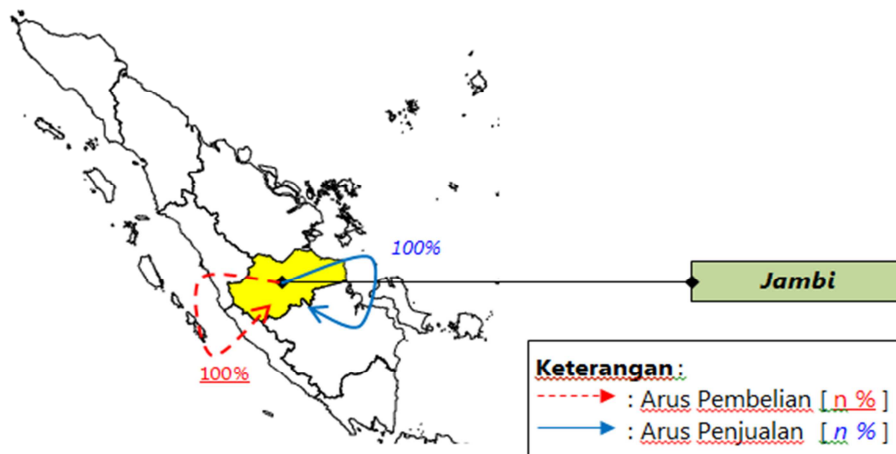 100%
Jambi
100%
Keterangan :
: Arus Pembelian [ n % ]
: Arus Penjualan [ n % ]